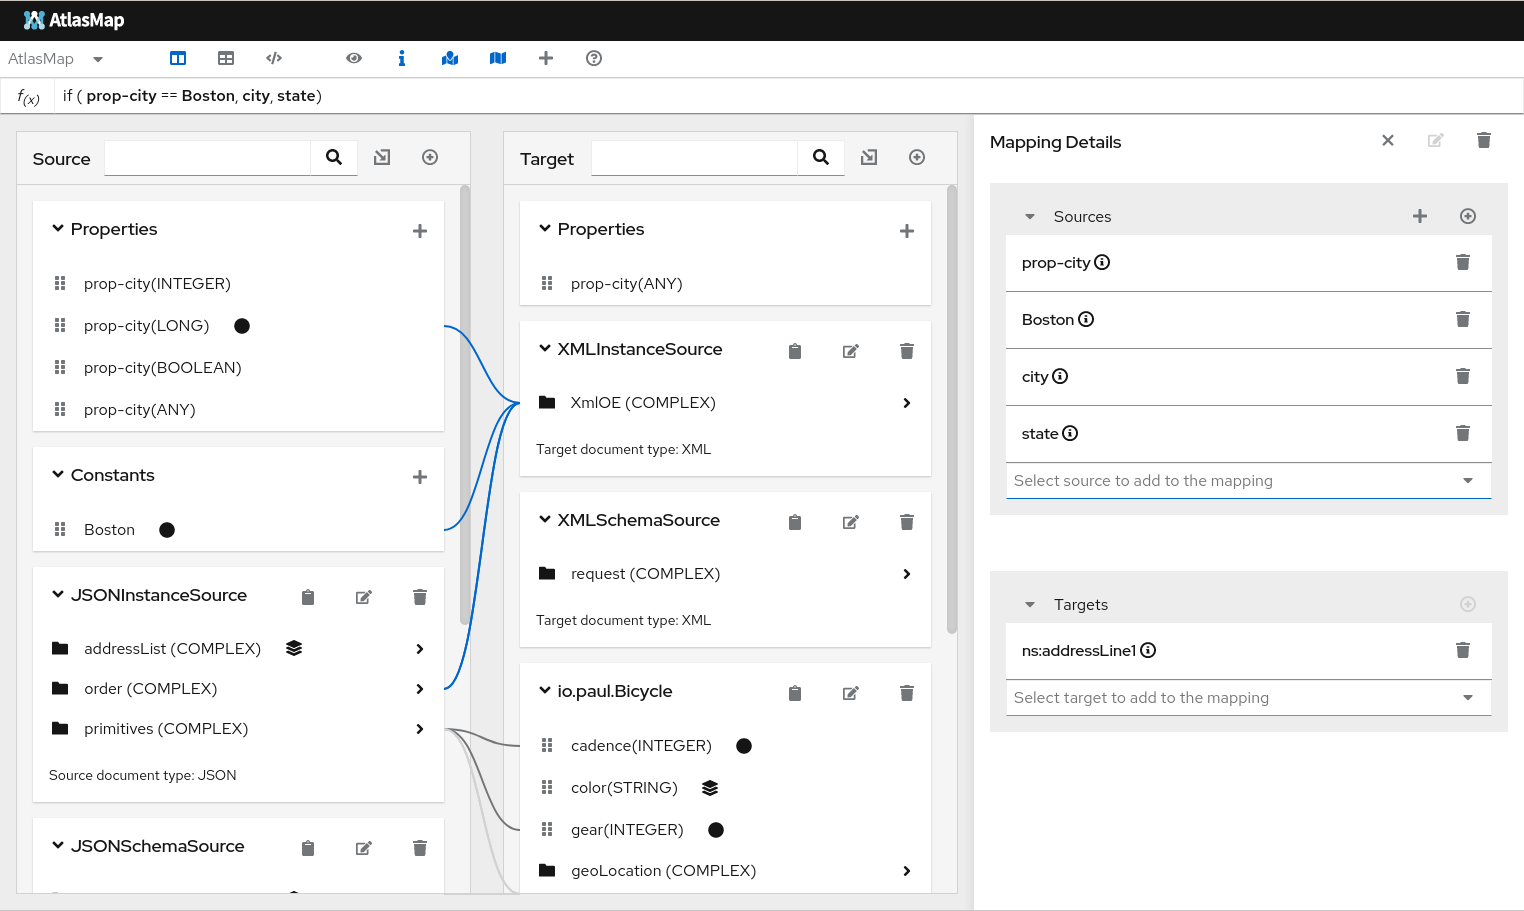 AtlasMap
AtlasMap
f(x) if ( prop-city == Boston, city, state)
Source
Properties
prop-city(INTEGER)
prop-city(LONG)
prop-city(BOOLEAN)
prop-city(ANY)
Constants
Boston
JSONInstanceSource
addressList (COMPLEX)
order (COMPLEX)
primitives (COMPLEX)
Source document type: JSON
JSONSchemaSource
Target
Properties
prop-city(ANY)
XMLInstanceSource
XmlOE (COMPLEX)
Target document type: XML
XMLSchemaSource
request (COMPLEX)
Target document type: XML
io.paul.Bicycle
cadence(INTEGER)
color(STRING)
gear(INTEGER)
geoLocation (COMPLEX)
Mapping Details
Sources
prop-city
Boston
city
state
Select source to add to the mapping
Targets
ns:addressLine1
Select target to add to the mapping